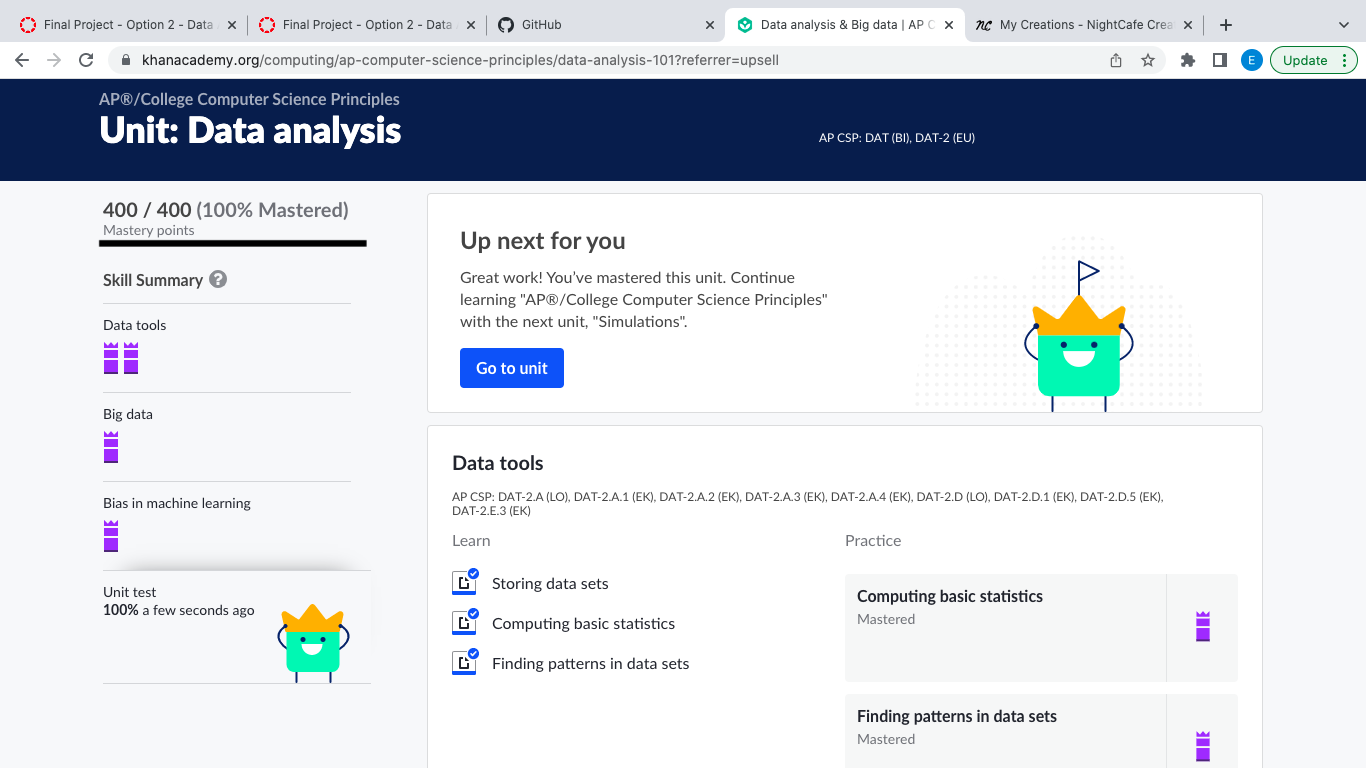 Final Project - Option 2 - Data
Final Project - Option 2 - Data
GitHub
Data analysis & Big data | AP C
My Creations - NightCafe Crea
khanacademy.org/computing/ap-computer-science-principles/data-analysis-101?referrer=upsell
E
Update
AP®/College Computer Science Principles
Unit: Data analysis
AP CSP: DAT (BI), DAT-2 (EU)
400 / 400 (100% Mastered)
Mastery points
Skill Summary ?
Data tools
Big data
Bias in machine learning
Unit test
100% a few seconds ago
Up next for you
Great work! You've mastered this unit. Continue
learning "AP®/College Computer Science Principles"
with the next unit, "Simulations".
Go to unit
Data tools
AP CSP: DAT-2.A (LO), DAT-2.A.1 (EK), DAT-2.A.2 (EK), DAT-2.A.3 (EK), DAT-2.A.4 (EK), DAT-2.D (LO), DAT-2.D.1 (EK), DAT-2.D.5 (EK),
DAT-2.E.3 (EK)
Learn
Storing data sets
Computing basic statistics
Finding patterns in data sets
Practice
Computing basic statistics
Mastered
Finding patterns in data sets
Mastered